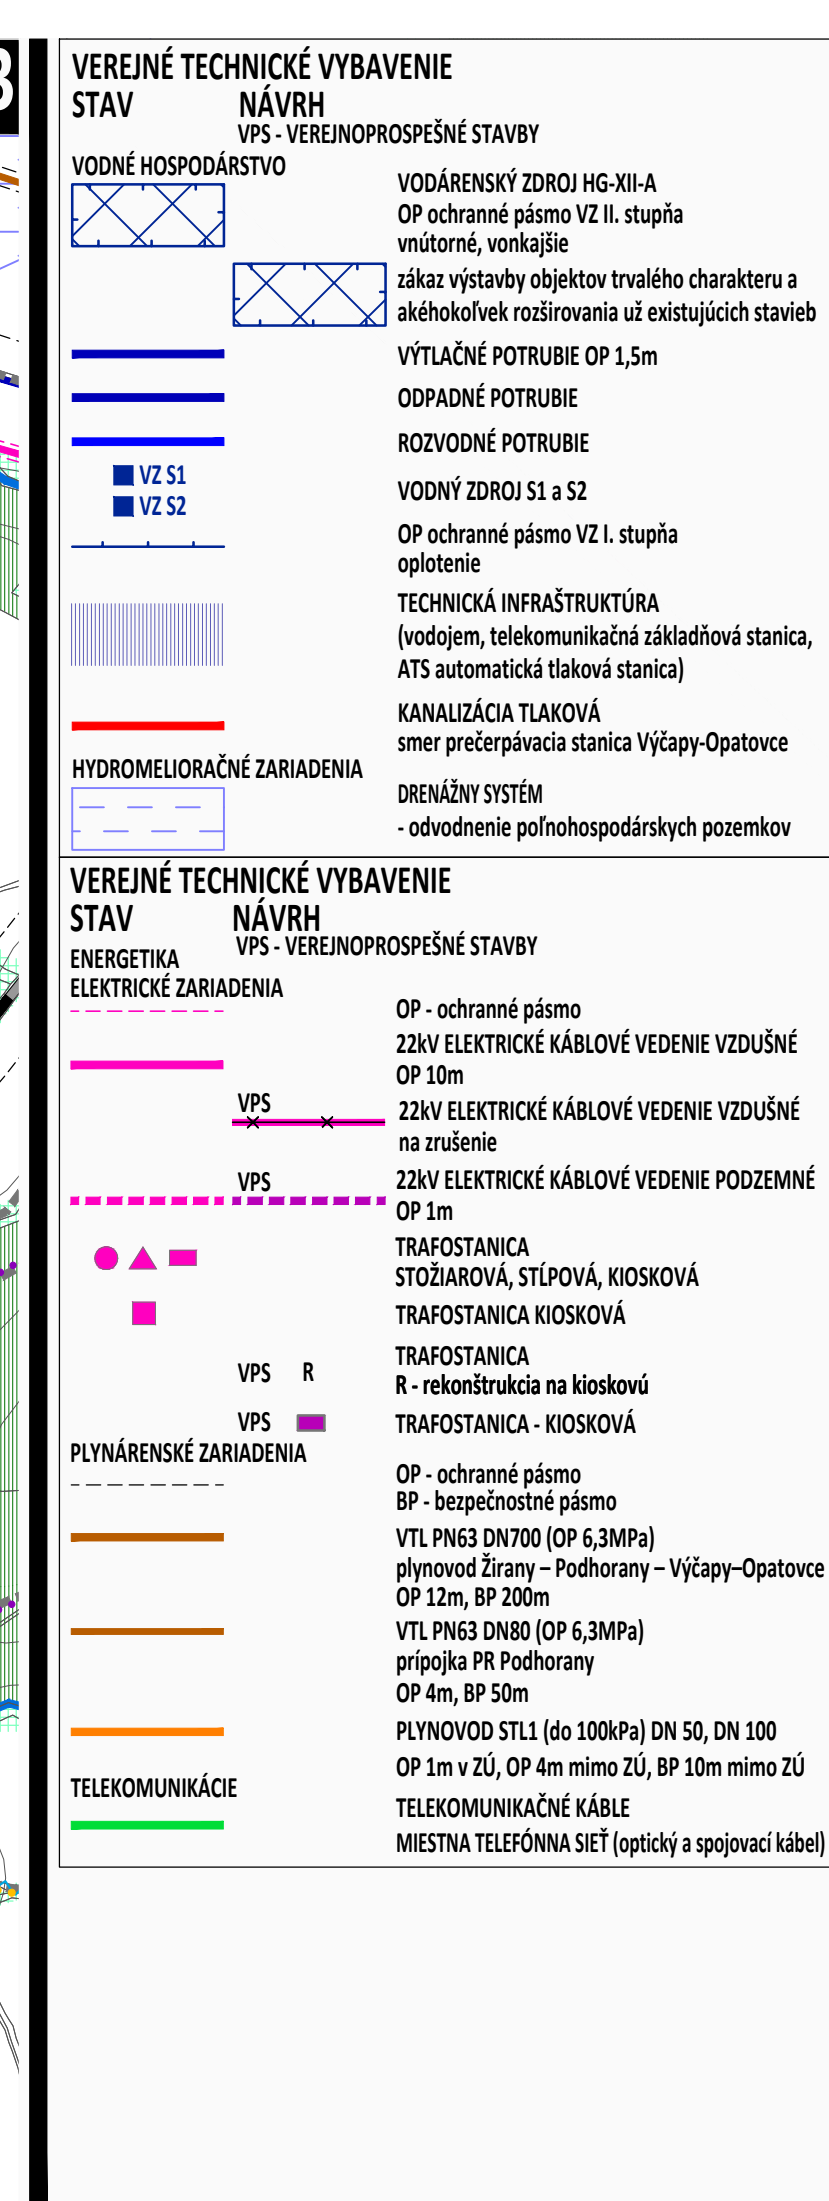 3
VEREJNÉ TECHNICKÉ VYBAVENIE
STAV NÁVRH
VPS - VEREJNOPROSPEŠNÉ STAVBY
VODNÉ HOSPODÁRSTVO
VODÁRENSKÝ ZDROJ HG-XII-A
OP ochranné pásmo VZ II. stupňa
vnútorné, vonkajšie
zákaz výstavby objektov trvalého charakteru a
akéhokoľvek rozširovania už existujúcich stavieb
VÝTLAČNÉ POTRUBIE OP 1,5m
ODPADNÉ POTRUBIE
ROZVODNÉ POTRUBIE
VZ S1
VZ S2
VODNÝ ZDROJ S1 a S2
OP ochranné pásmo VZ I. stupňa
oplotenie
TECHNICKÁ INFRAŠTRUKTÚRA
(vodojem, telekomunikačná základňová stanica,
ATS automatická tlaková stanica)
KANALIZÁCIA TLAKOVÁ
smer prečerpávacia stanica Výčapy-Opatovce
HYDROMELIORAČNÉ ZARIADENIA
DRENÁŽNY SYSTÉM
- odvodnenie poľnohospodárskych pozemkov
VEREJNÉ TECHNICKÉ VYBAVENIE
STAV NÁVRH
VPS - VEREJNOPROSPEŠNÉ STAVBY
ENERGETIKA
ELEKTRICKÉ ZARIADENIA
OP - ochranné pásmo
22kV ELEKTRICKÉ KÁBLOVÉ VEDENIE VZDUŠNÉ
OP 10m
VPS 22kV ELEKTRICKÉ KÁBLOVÉ VEDENIE VZDUŠNÉ
na zrušenie
VPS 22kV ELEKTRICKÉ KÁBLOVÉ VEDENIE PODZEMNÉ
OP 1m
TRAFOSTANICA
STOŽIAROVÁ, STĹPOVÁ, KIOSKOVÁ
TRAFOSTANICA KIOSKOVÁ
TRAFOSTANICA
VPS R R - rekonštrukcia na kioskovú
VPS TRAFOSTANICA - KIOSKOVÁ
PLYNÁRENSKÉ ZARIADENIA
OP - ochranné pásmo
BP - bezpečnostné pásmo
VTL PN63 DN700 (OP 6,3MPa)
plynovod Žirany – Podhorany – Výčapy–Opatovce
OP 12m, BP 200m
VTL PN63 DN80 (OP 6,3MPa)
prípojka PR Podhorany
OP 4m, BP 50m
PLYNOVOD STL1 (do 100kPa) DN 50, DN 100
OP 1m v ZÚ, OP 4m mimo ZÚ, BP 10m mimo ZÚ
TELEKOMUNIKÁCIE
TELEKOMUNIKAČNÉ KÁBLE
MIESTNA TELEFÓNNA SIEŤ (optický a spojovací kábel)